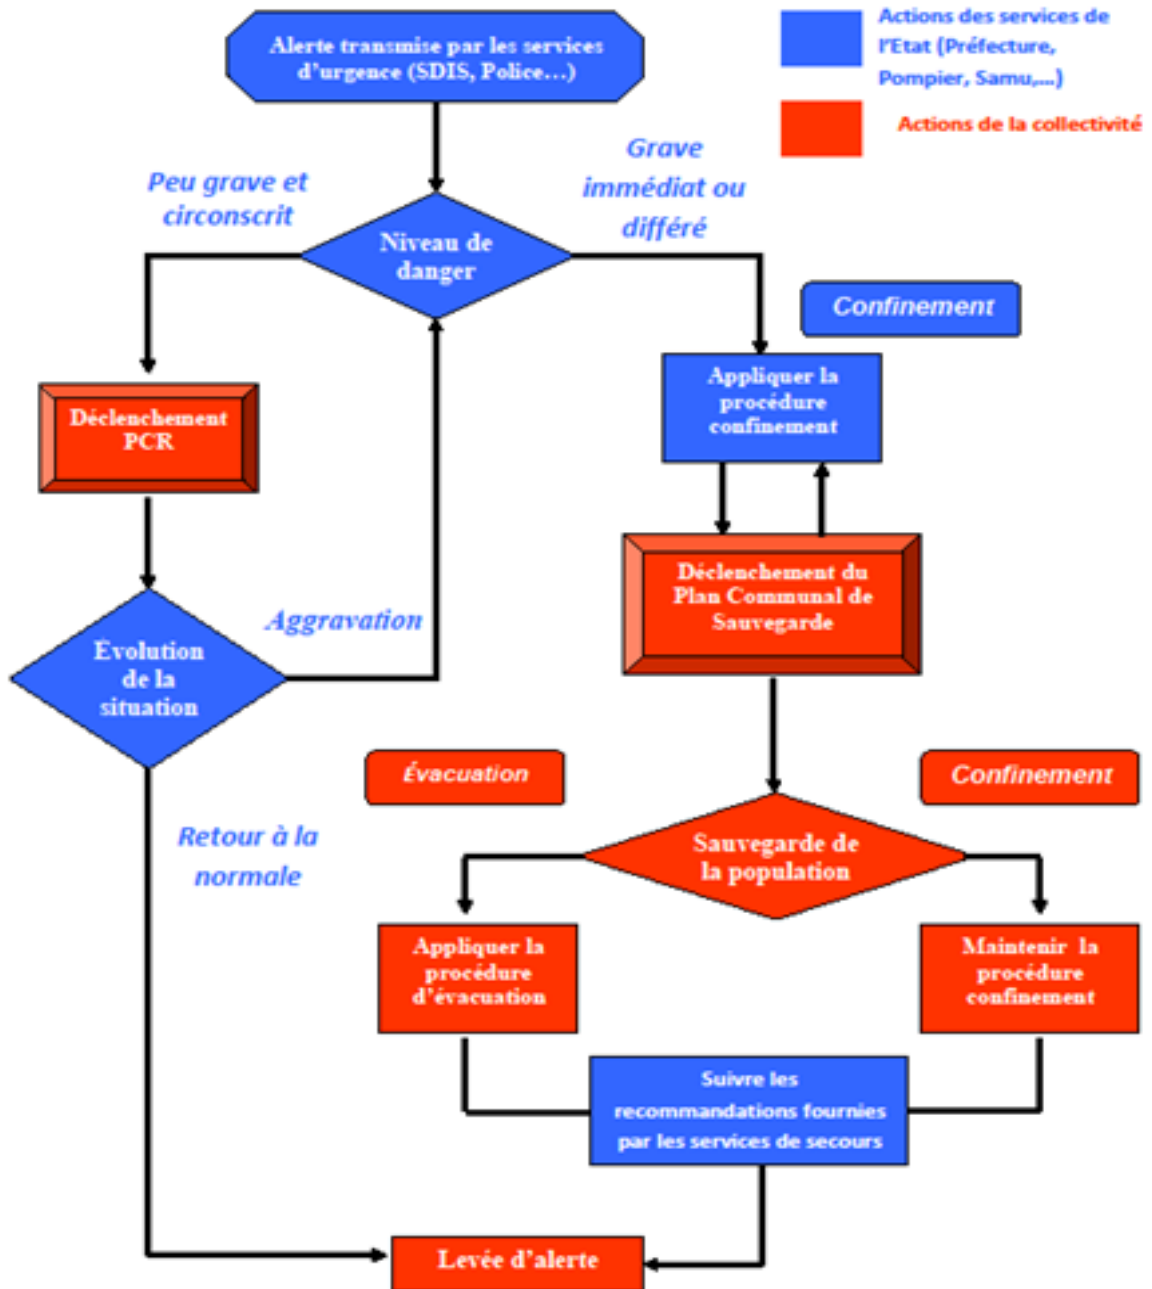 Alerte transmise par les services
d'urgence (SDIS, Police…)
Actions des services de
l'Etat (Préfecture,
Pompier, Samu,...)
Actions de la collectivité
Peu grave et
circonscrit
Grave
immédiat ou
différé
Niveau de
danger
Confinement
Appliquer la
procédure
confinement
Déclenchement
PCR
Déclenchement du
Plan Communal de
Sauvegarde
Aggravation
Évolution
de la
situation
Évacuation
Confinement
Retour à la
normale
Sauvegarde de
la population
Appliquer la
procédure
d'évacuation
Maintenir la
procédure
confinement
Suivre les
recommandations fournies
par les services de secours
Levée d'alerte